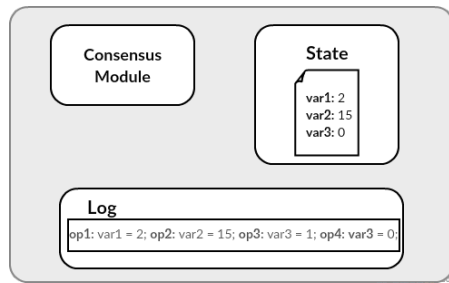 Consensus
Module
State
var1: 2
var2: 15
var3: 0
Log
op1: var1 = 2; op2: var2 = 15; op3: var3 = 1; op4: var3 = 0;